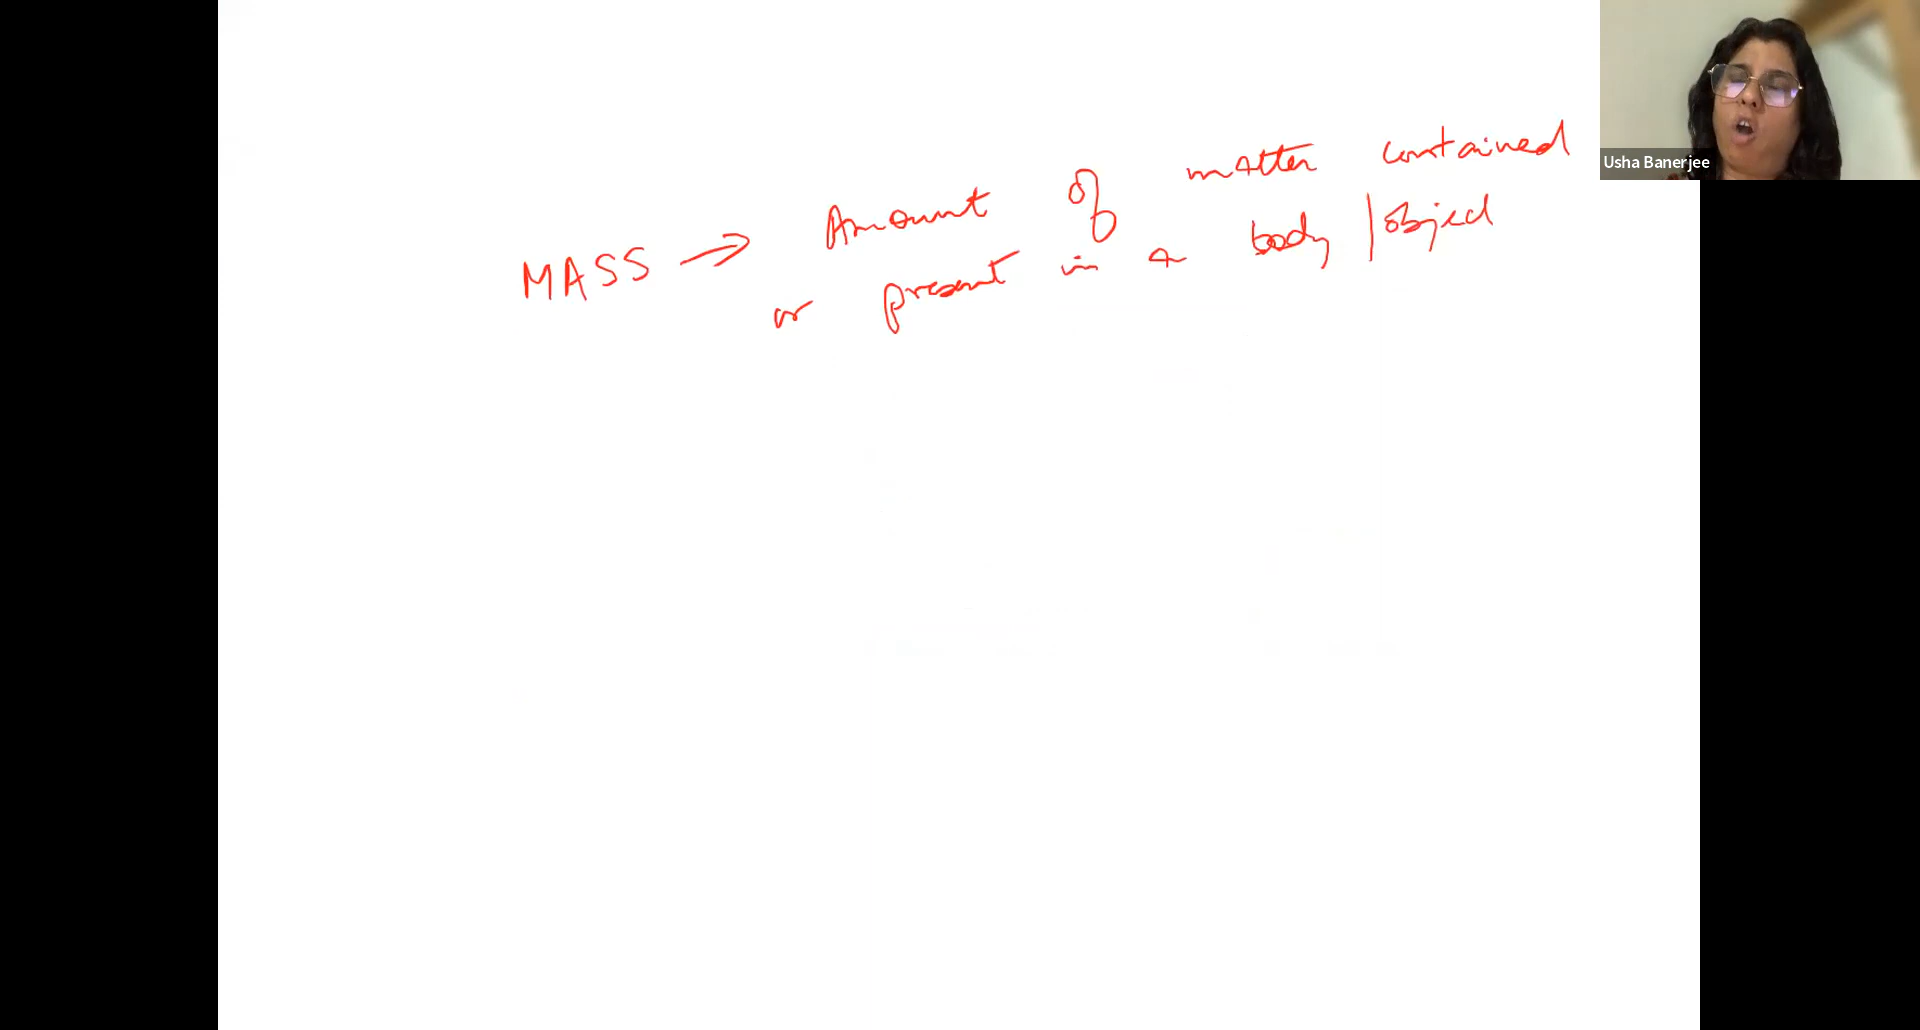 MASS → Amount of matter contained
or present in a body / object
Usha Banerjee